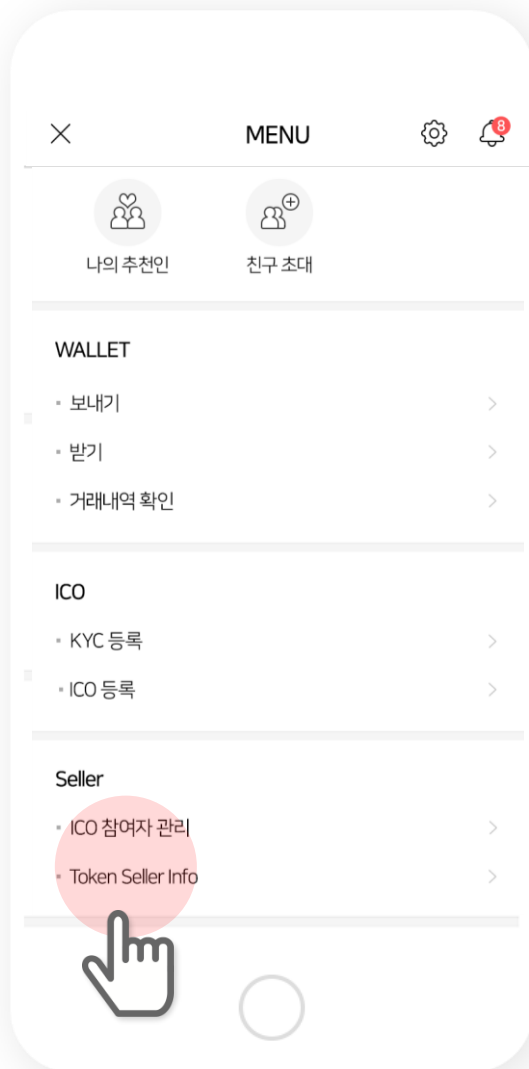 MENU
8
나의 추천인
친구 초대
WALLET
보내기
받기
거래내역 확인
ICO
KYC 등록
ICO 등록
Seller
ICO 참여자 관리
Token Seller Info